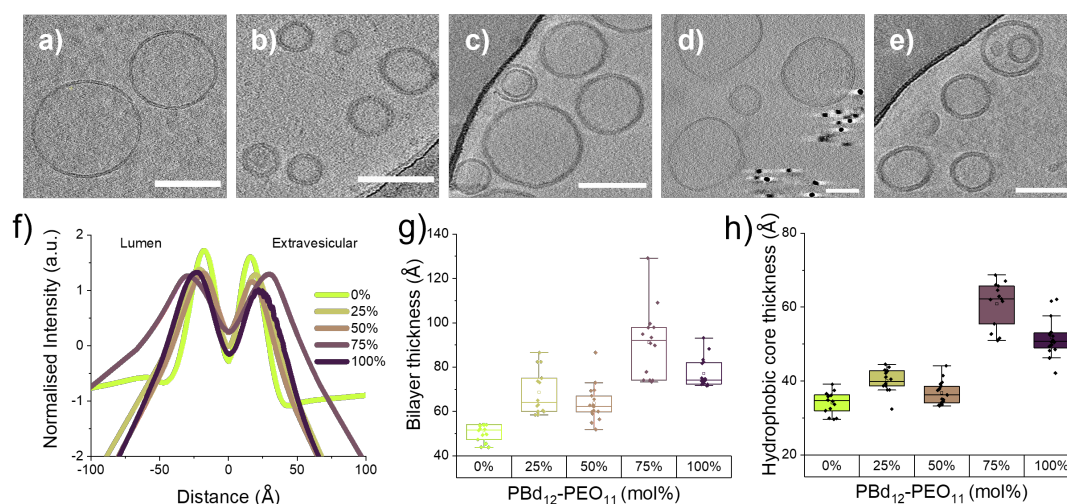 a)
b)
c)
d)
e)
f)
Normalised Intensity (a.u.)
2
1
0
-1
-2
Lumen
Extravesicular
0%
25%
50%
75%
100%
-100
-50
0
50
100
Distance (Å)
g)
Bilayer thickness (Å)
140
120
100
80
60
40
0%
25%
50%
75%
100%
PBd12-PEO11 (mol%)
h)
Hydrophobic core thickness (Å)
80
60
40
20
0%
25%
50%
75%
100%
PBd12-PEO11 (mol%)